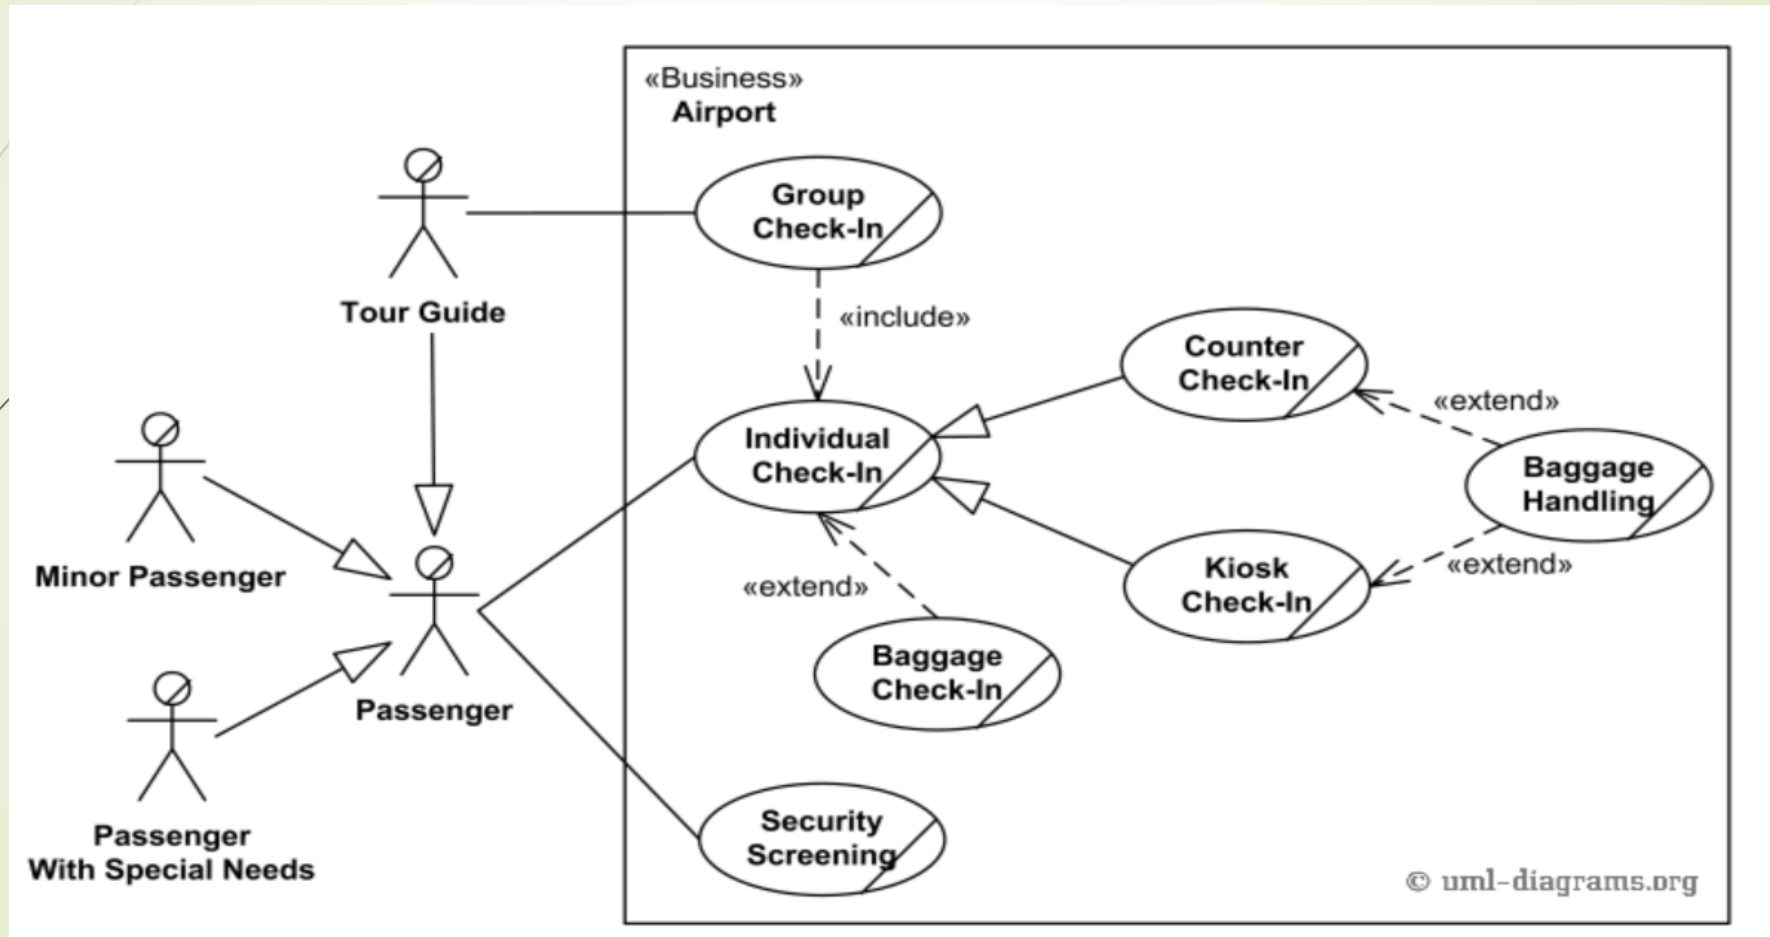 «Business»
Airport
Group
Check-In
Tour Guide
«include»
Counter
Check-In
«extend»
Individual
Check-In
Baggage
Handling
Minor Passenger
«extend»
Kiosk
Check-In
«extend»
Baggage
Check-In
Passenger
Security
Screening
Passenger
With Special Needs
© uml-diagrams.org